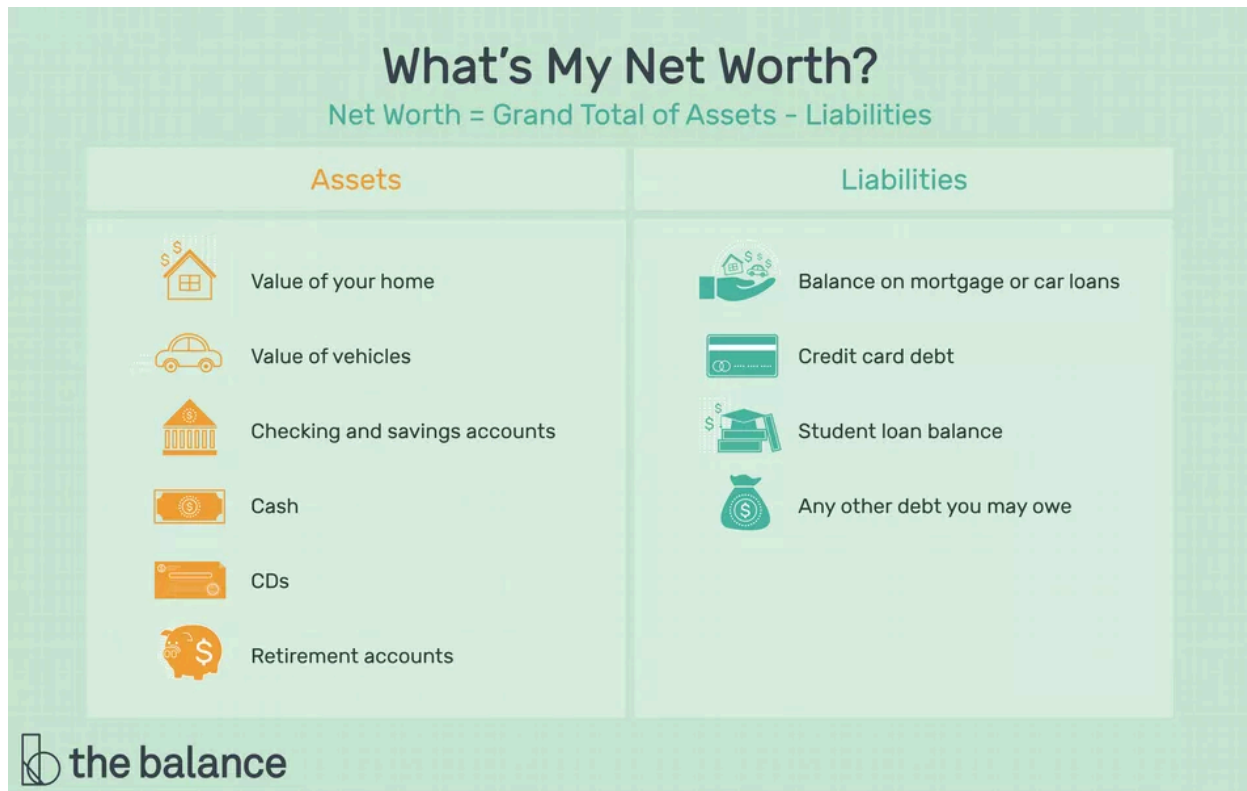 What's My Net Worth?
Net Worth = Grand Total of Assets - Liabilities
Assets
Value of your home
Value of vehicles
Checking and savings accounts
Cash
CDs
Retirement accounts
Liabilities
Balance on mortgage or car loans
Credit card debt
Student loan balance
Any other debt you may owe
the balance